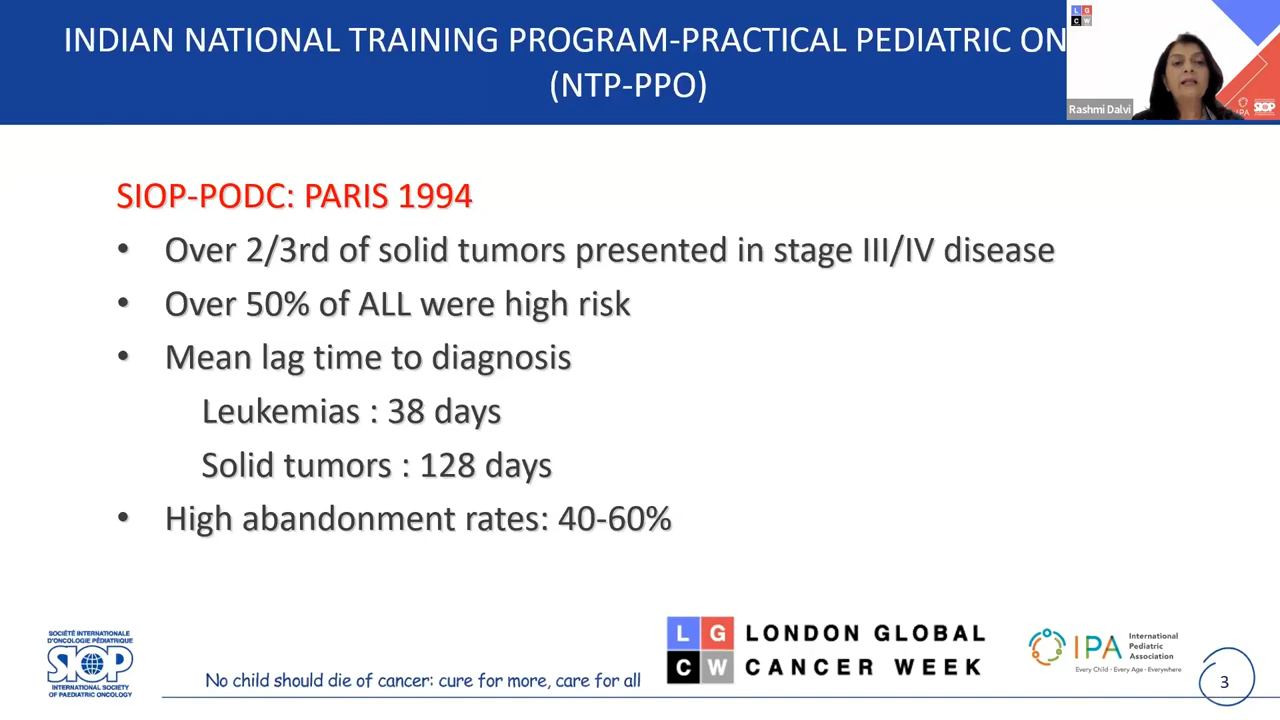 INDIAN NATIONAL TRAINING PROGRAM-PRACTICAL PEDIATRIC ON
(NTP-PPO)
L G
C W
Rashmi Dalvi
IPA SIOP
SIOP-PODC: PARIS 1994
• Over 2/3rd of solid tumors presented in stage III/IV disease
• Over 50% of ALL were high risk
• Mean lag time to diagnosis
Leukemias : 38 days
Solid tumors : 128 days
• High abandonment rates: 40-60%
SOCIÉTÉ INTERNATIONALE
D'ONCOLOGIE PÉDIATRIQUE
SIOP
INTERNATIONAL SOCIETY
OF PAEDIATRIC ONCOLOGY
No child should die of cancer: cure for more, care for all
L G
C W
LONDON GLOBAL
CANCER WEEK
IPA
International
Pediatric
Association
Every Child · Every Age · Everywhere
3